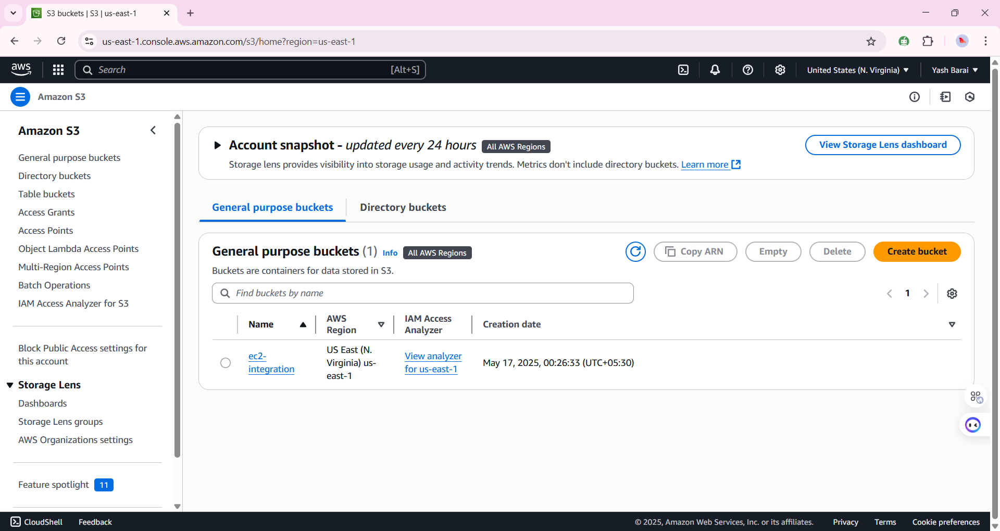 S3 buckets | S3 | us-east-1
us-east-1.console.aws.amazon.com/s3/home?region=us-east-1
aws
Search
[Alt+S]
United States (N. Virginia)
Yash Barai
Amazon S3
Amazon S3
General purpose buckets
Directory buckets
Table buckets
Access Grants
Access Points
Object Lambda Access Points
Multi-Region Access Points
Batch Operations
IAM Access Analyzer for S3
Block Public Access settings for
this account
Storage Lens
Dashboards
Storage Lens groups
AWS Organizations settings
Feature spotlight 11
Account snapshot - updated every 24 hours All AWS Regions
View Storage Lens dashboard
Storage lens provides visibility into storage usage and activity trends. Metrics don't include directory buckets. Learn more
General purpose buckets
Directory buckets
General purpose buckets (1) Info All AWS Regions
Copy ARN
Empty
Delete
Create bucket
Buckets are containers for data stored in S3.
Find buckets by name
1
Name
AWS
Region
IAM Access
Analyzer
Creation date
ec2-
integration
US East (N.
Virginia) us-
east-1
View analyzer
for us-east-1
May 17, 2025, 00:26:33 (UTC+05:30)
CloudShell
Feedback
© 2025, Amazon Web Services, Inc. or its affiliates.
Privacy
Terms
Cookie preferences